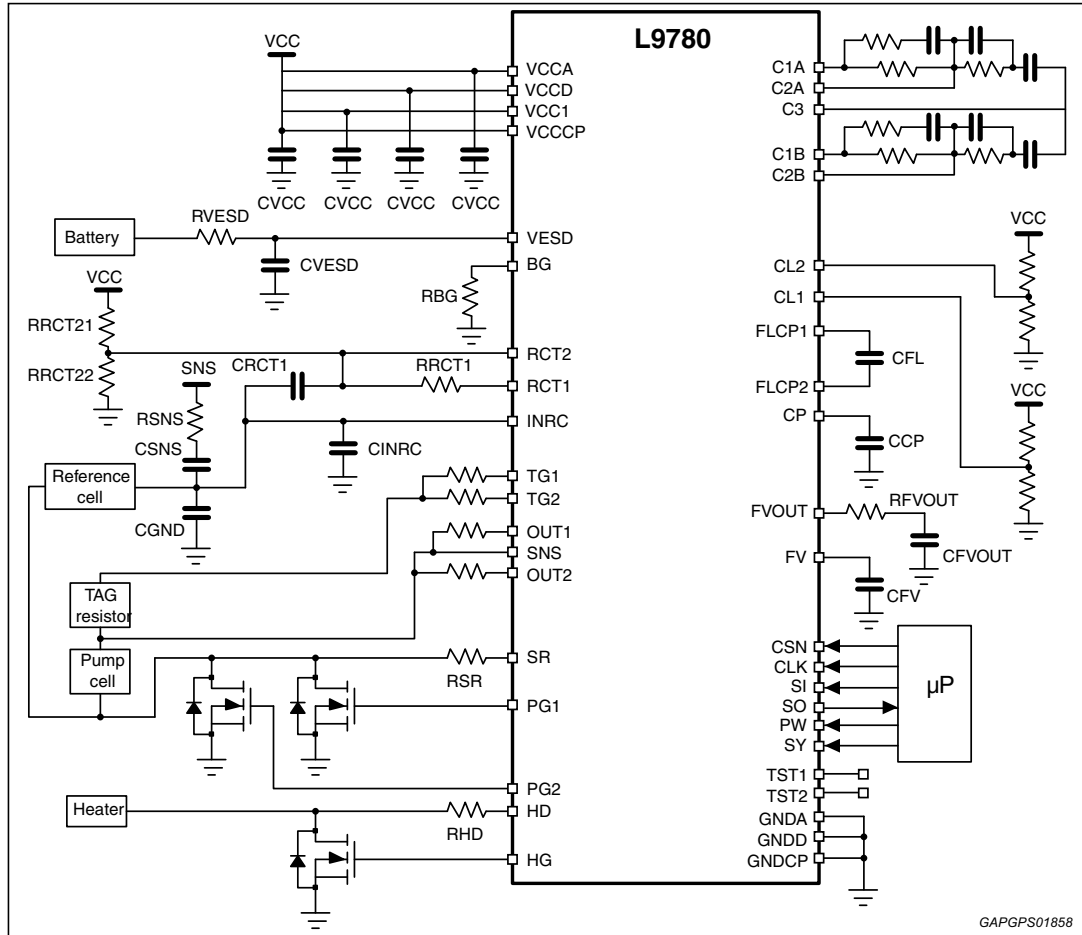 L9780
VCC
VCCA
VCCD
VCC1
VCCCP
CVCC CVCC CVCC CVCC
Battery
RVESD
CVESD
VESD
BG
RBG
VCC
RRCT21
RRCT22
RCT2
CRCT1
RRCT1
RCT1
SNS
RSNS
CSNS
INRC
CINRC
Reference
cell
CGND
TG1
TG2
OUT1
SNS
OUT2
TAG
resistor
Pump
cell
SR
RSR
PG1
PG2
Heater
HD
RHD
HG
C1A
C2A
C3
C1B
C2B
VCC
CL2
CL1
FLCP1
CFL
FLCP2
VCC
CP
CCP
FVOUT
RFVOUT
CFVOUT
FV
CFV
CSN
CLK
SI
SO
PW
SY
µP
TST1
TST2
GNDA
GNDD
GNDCP
GAPGPS01858